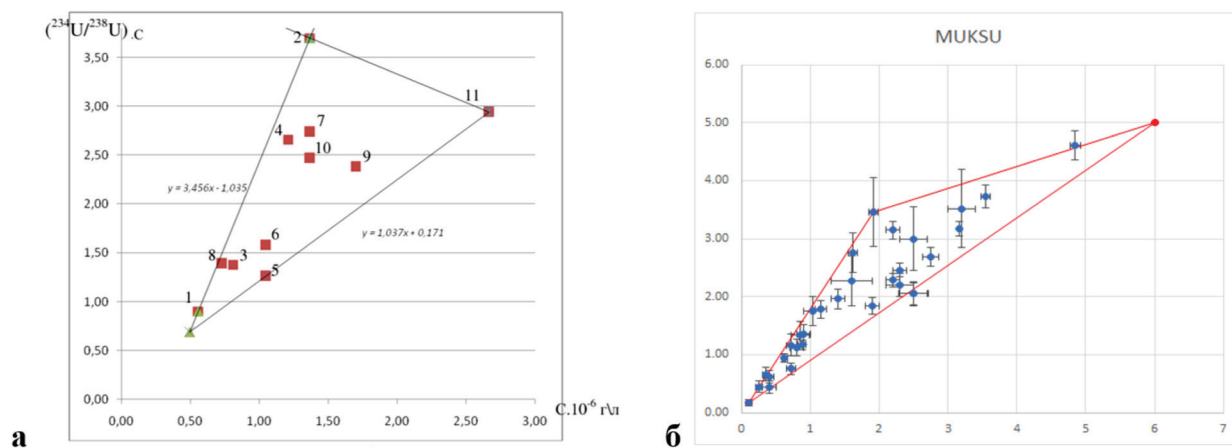 (²³⁴U/²³⁸U).C
3,50
3,00
2,50
2,00
1,50
1,00
0,50
0,00
0,00 0,50 1,00 1,50 2,00 2,50 3,00
C.10⁻⁶ г\л
2
11
7
4
10
9
y = 3,456x - 1,035
y = 1,037x + 0,171
6
8 3
5
1
а
MUKSU
6.00
5.00
4.00
3.00
2.00
1.00
0.00
0 1 2 3 4 5 6 7
б